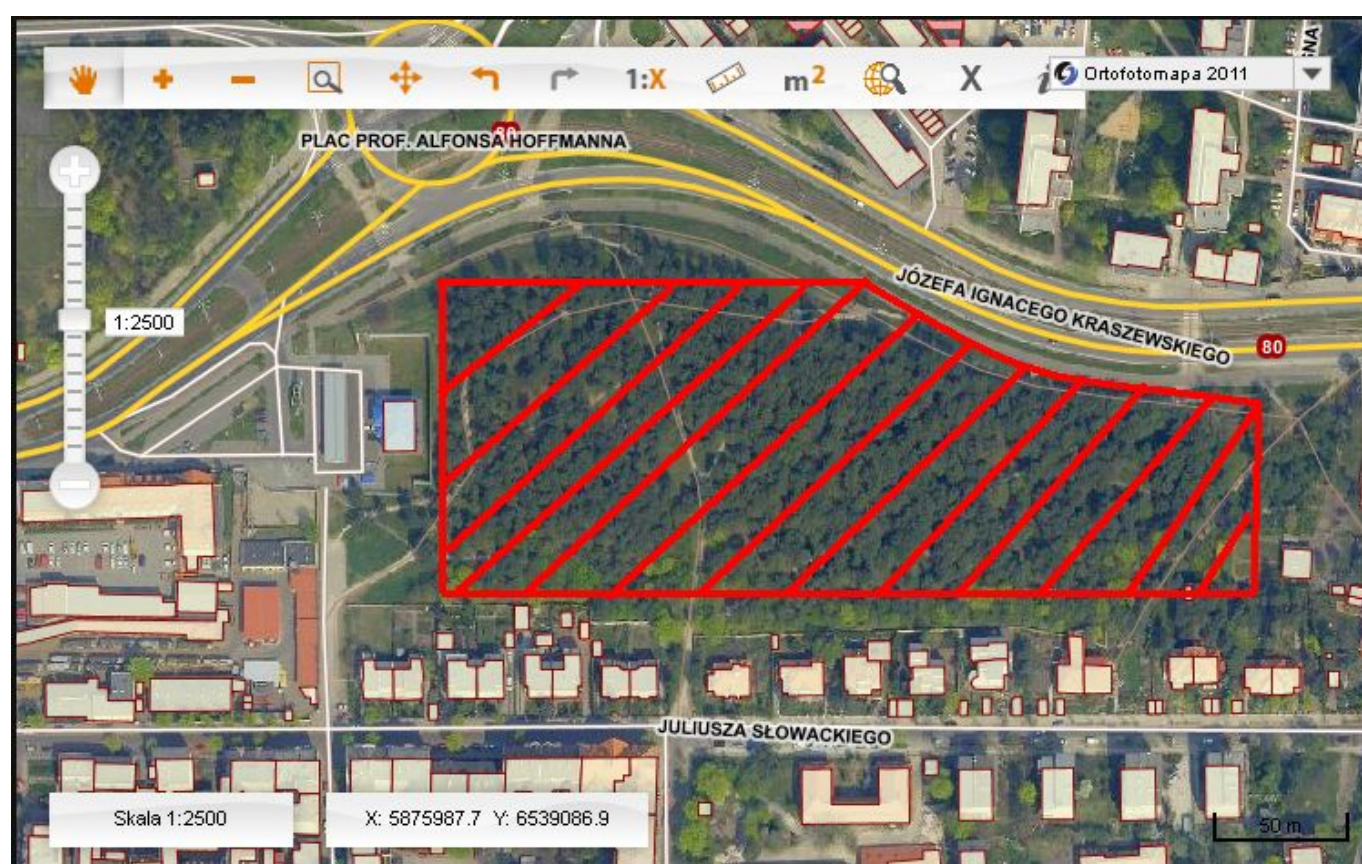 1:X
m²
X
i
Ortofotomapa 2011
GNA
80
PLAC PROF. ALFONSA HOFFMANNA
1:2500
JÓZEFA IGNACEGO KRASZEWSKIEGO
80
JULIUSZA SŁOWACKIEGO
Skala 1:2500
X: 5875987.7 Y: 6539086.9
50 m